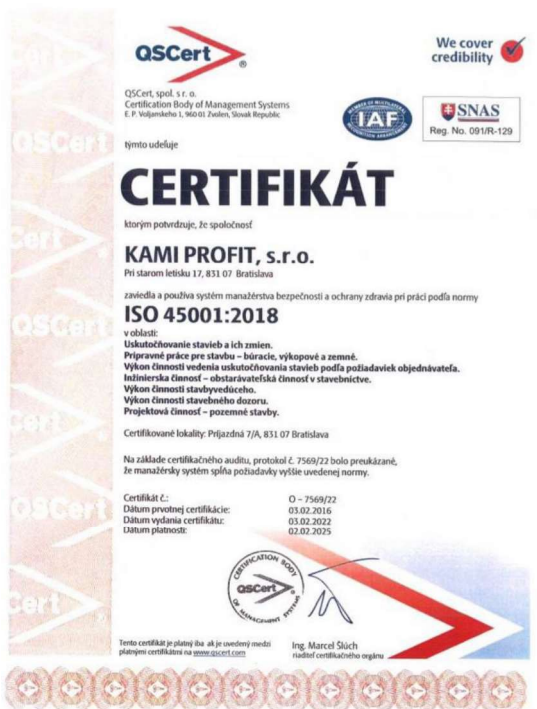 QSCert
®
We cover
credibility
QSCert, spol. s r. o.
Certification Body of Management Systems
E. P. Voljanskeho 1, 960 01 Zvolen, Slovak Republic
MEMBER OF MULTILATERAL
IAF
RECOGNITION ARRANGEMENT
SNAS
Reg. No. 091/R-129
týmto udeľuje
CERTIFIKÁT
ktorým potvrdzuje, že spoločnosť
KAMI PROFIT, s.r.o.
Pri starom letisku 17, 831 07 Bratislava
zaviedla a používa systém manažérstva bezpečnosti a ochrany zdravia pri práci podľa normy
ISO 45001:2018
v oblasti:
Uskutočňovanie stavieb a ich zmien.
Prípravné práce pre stavbu – búracie, výkopové a zemné.
Výkon činnosti vedenia uskutočňovania stavieb podľa požiadaviek objednávateľa.
Inžinierska činnosť – obstarávateľská činnosť v stavebníctve.
Výkon činnosti stavbyvedúceho.
Výkon činnosti stavebného dozoru.
Projektová činnosť – pozemné stavby.
Certifikované lokality: Príjazdná 7/A, 831 07 Bratislava
Na základe certifikačného auditu, protokol č. 7569/22 bolo preukázané,
že manažérsky systém spĺňa požiadavky vyššie uvedenej normy.
Certifikát č.: O – 7569/22
Dátum prvotnej certifikácie: 03.02.2016
Dátum vydania certifikátu: 03.02.2022
Dátum platnosti: 02.02.2025
CERTIFICATION BODY
QSCert
OF MANAGEMENT SYSTEMS
Tento certifikát je platný iba ak je uvedený medzi
platnými certifikátmi na www.qscert.com
Ing. Marcel Šlúch
riaditeľ certifikačného orgánu